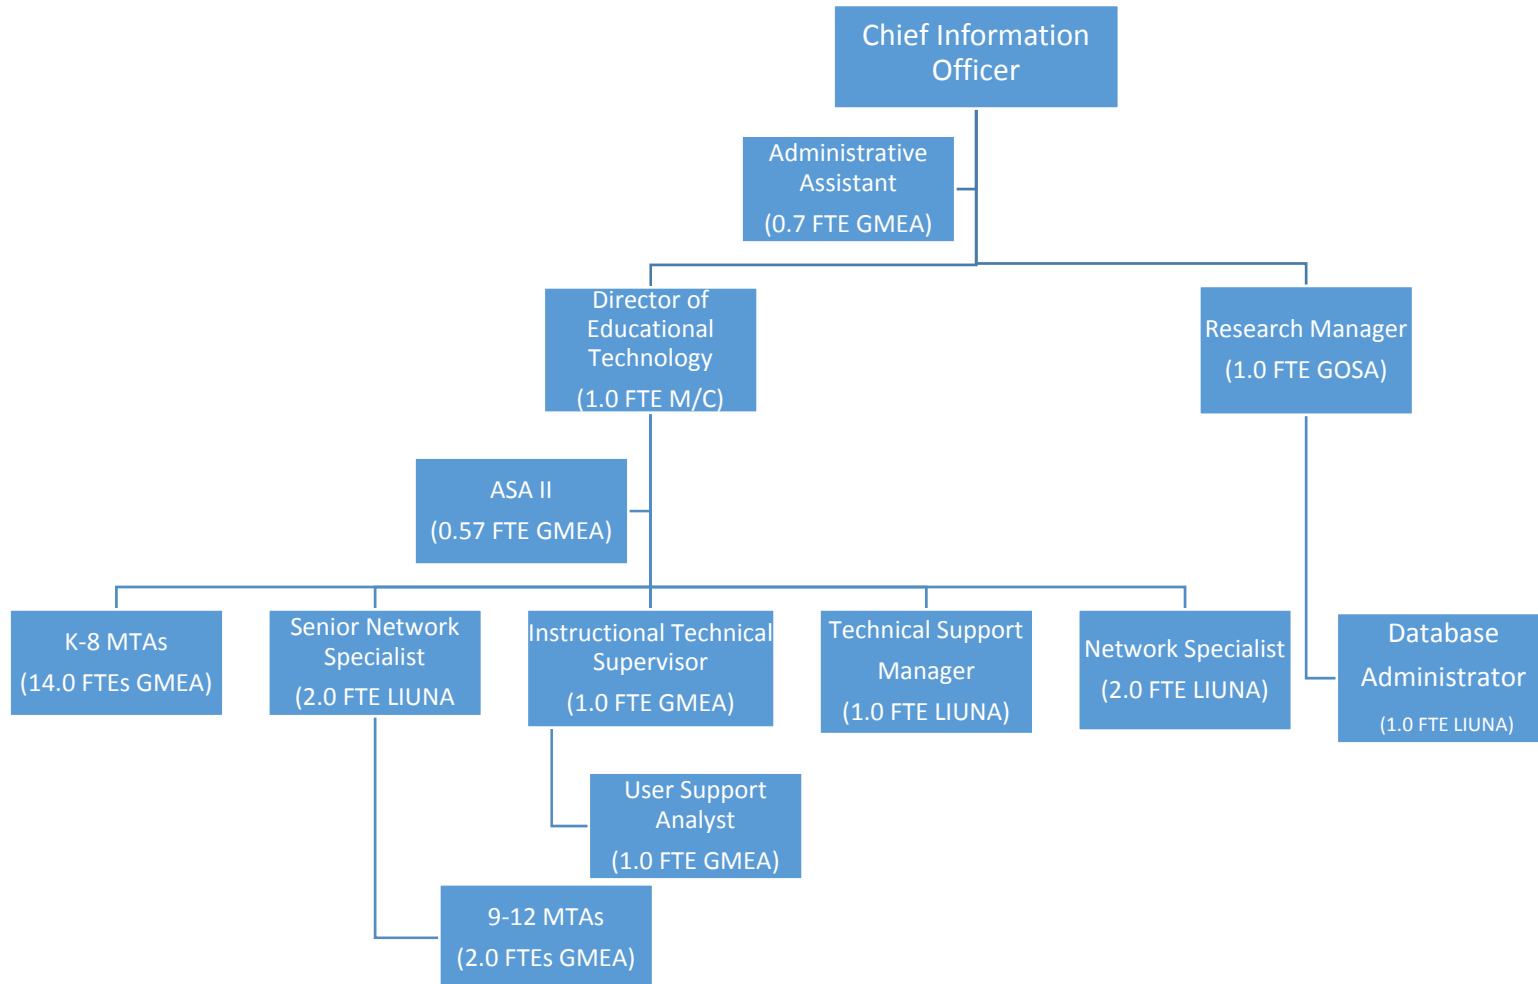 Chief Information
Officer
Administrative
Assistant
(0.7 FTE GMEA)
Director of
Educational
Technology
(1.0 FTE M/C)
Research Manager
(1.0 FTE GOSA)
ASA II
(0.57 FTE GMEA)
K-8 MTAs
(14.0 FTEs GMEA)
Senior Network
Specialist
(2.0 FTE LIUNA
Instructional Technical
Supervisor
(1.0 FTE GMEA)
Technical Support
Manager
(1.0 FTE LIUNA)
Network Specialist
(2.0 FTE LIUNA)
Database
Administrator
(1.0 FTE LIUNA)
User Support
Analyst
(1.0 FTE GMEA)
9-12 MTAs
(2.0 FTEs GMEA)